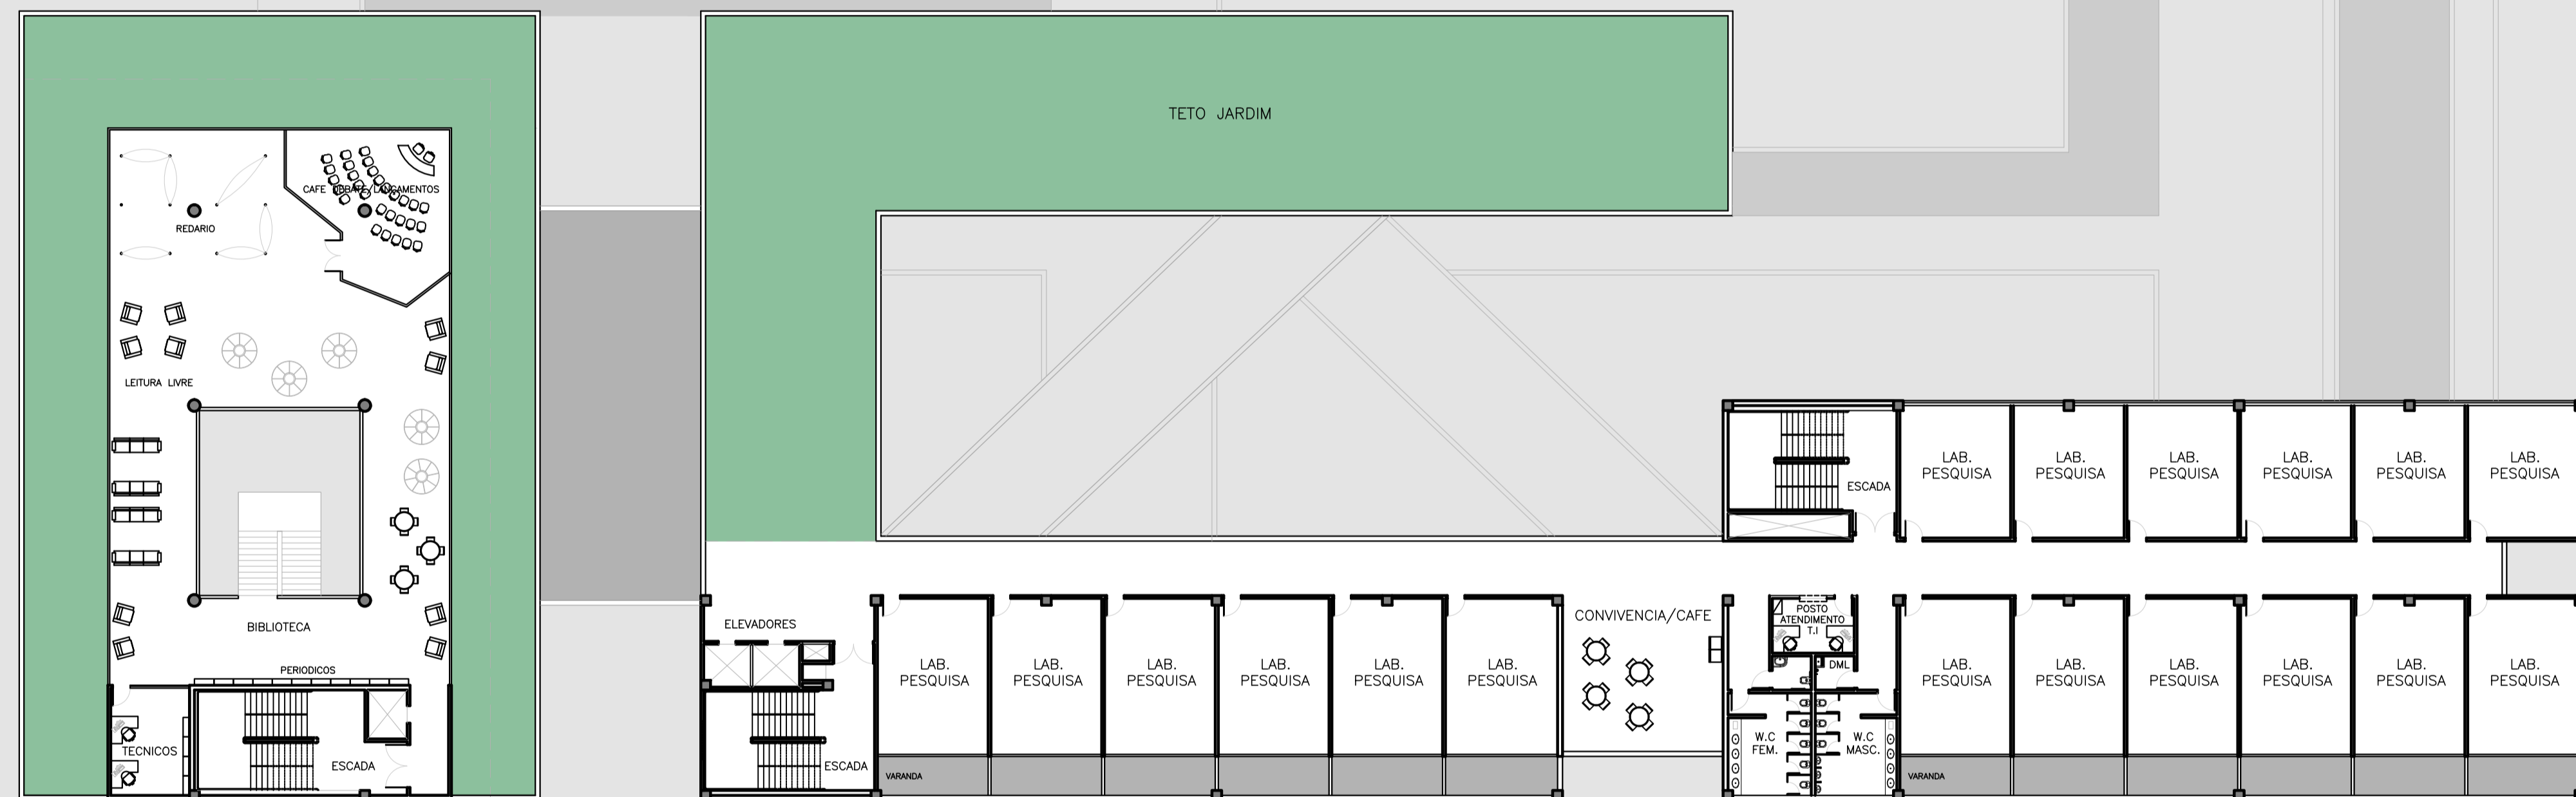 TETO JARDIM
CAFE DEBATE/LANCAMENTOS
REDARIO
LEITURA LIVRE
BIBLIOTECA
PERIODICOS
TECNICOS
ESCADA
ELEVADORES
ESCADA
VARANDA
LAB.
PESQUISA
LAB.
PESQUISA
LAB.
PESQUISA
LAB.
PESQUISA
LAB.
PESQUISA
LAB.
PESQUISA
CONVIVENCIA/CAFE
ESCADA
LAB.
PESQUISA
LAB.
PESQUISA
LAB.
PESQUISA
LAB.
PESQUISA
LAB.
PESQUISA
LAB.
PESQUISA
POSTO
ATENDIMENTO
T.I
DML
W.C
FEM.
W.C
MASC.
LAB.
PESQUISA
LAB.
PESQUISA
LAB.
PESQUISA
LAB.
PESQUISA
LAB.
PESQUISA
LAB.
PESQUISA
VARANDA